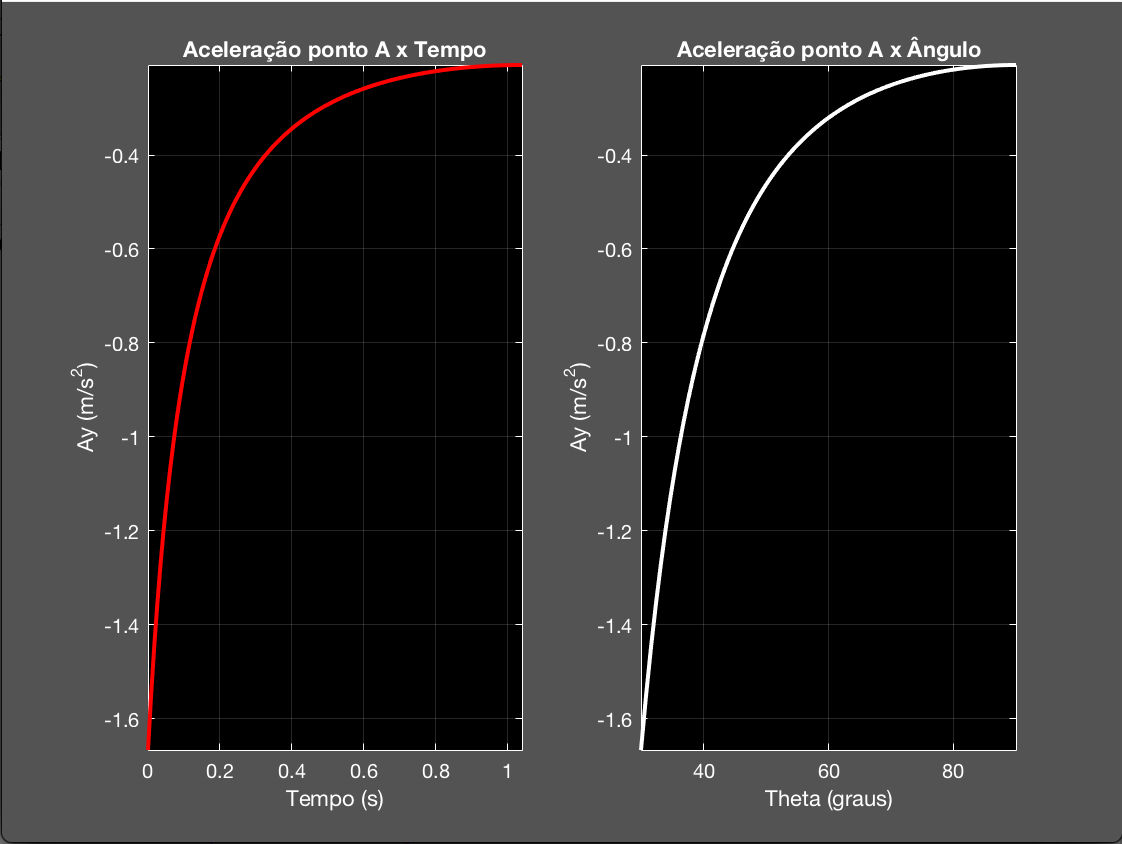 Aceleração ponto A x Tempo
-0.4
-0.6
-0.8
-1
-1.2
-1.4
-1.6
Ay (m/s²)
0 0.2 0.4 0.6 0.8 1
Tempo (s)
Aceleração ponto A x Ângulo
-0.4
-0.6
-0.8
-1
-1.2
-1.4
-1.6
Ay (m/s²)
40 60 80
Theta (graus)